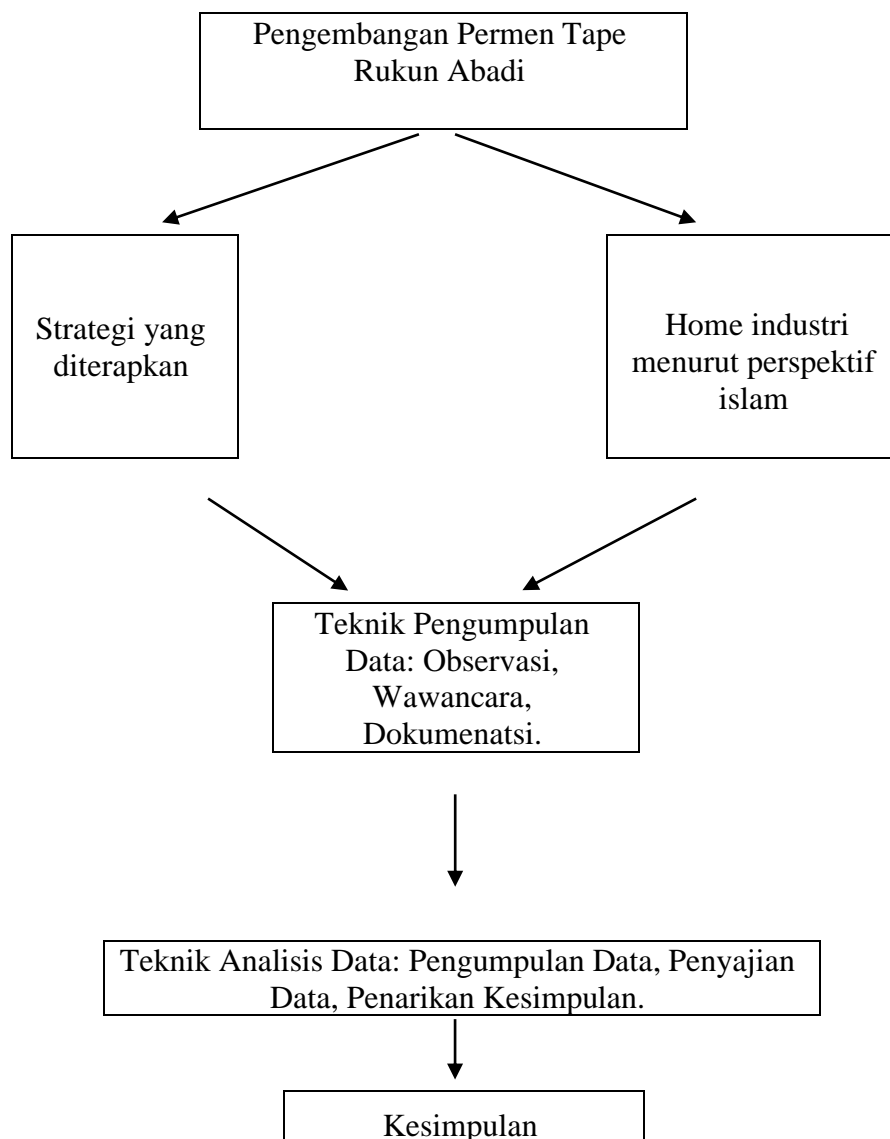 Pengembangan Permen Tape
Rukun Abadi
Strategi yang
diterapkan
Home industri
menurut perspektif
islam
Teknik Pengumpulan
Data: Observasi,
Wawancara,
Dokumenatsi.
Teknik Analisis Data: Pengumpulan Data, Penyajian
Data, Penarikan Kesimpulan.
Kesimpulan